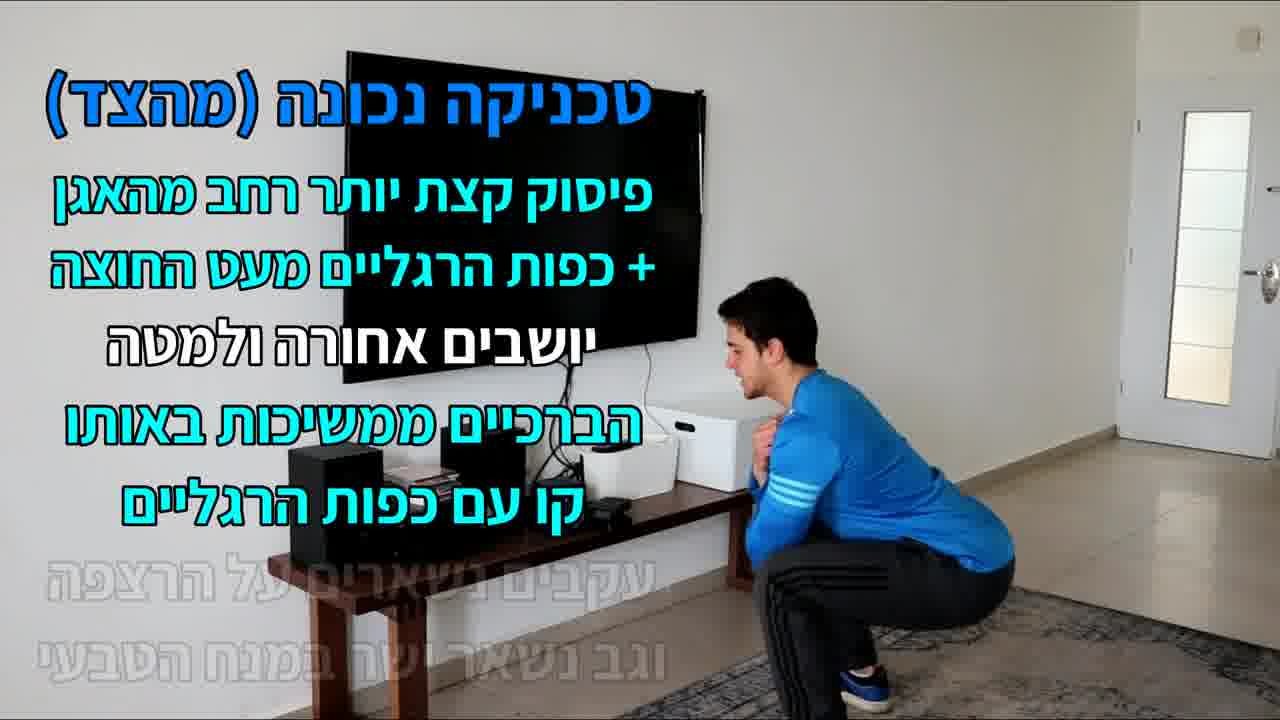 טכניקה נכונה (מהצד)
פיסוק קצת יותר רחב מהאגן
+ כפות הרגליים מעט החוצה
יושבים אחורה ולמטה
הברכיים ממשיכות באותו
קו עם כפות הרגליים
עקבים נשארים על הרצפה
וגב נשאר ישר במנח הטבעי